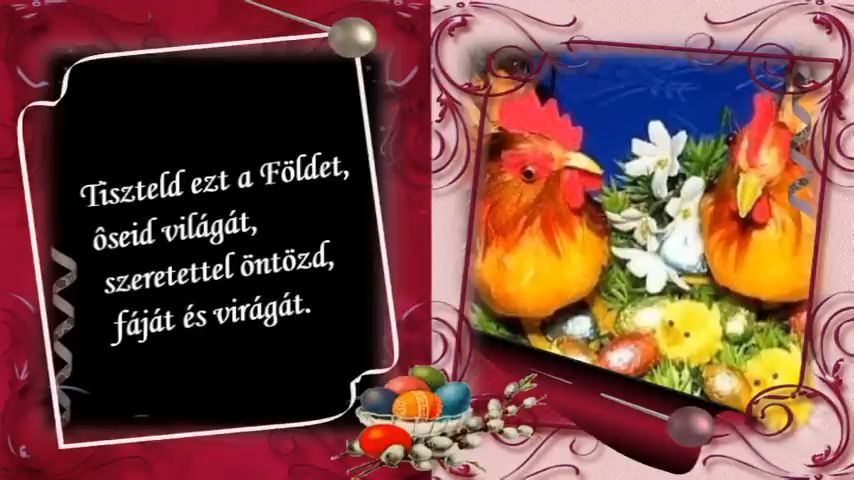 Tiszteld ezt a Földet,
ôseid világát,
szeretettel öntözd,
fáját és virágát.